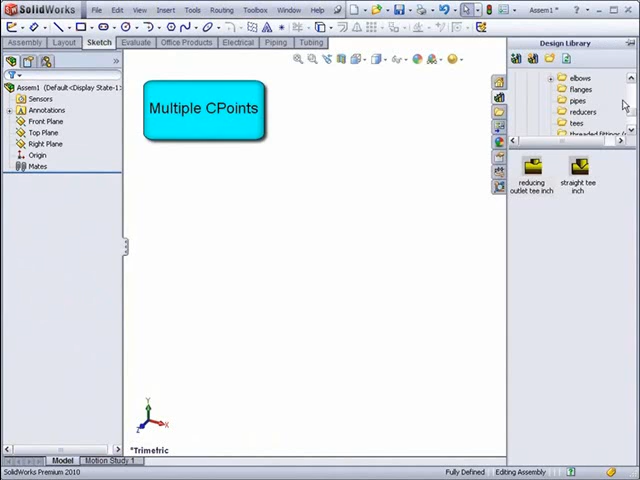 SolidWorks File Edit View Insert Tools Routing Toolbox Window Help Assem1 *
Assembly Layout Sketch Evaluate Office Products Electrical Piping Tubing
Design Library
Assem1 (Default<Display State-1>
Sensors
Annotations
Front Plane
Top Plane
Right Plane
Origin
Mates
Multiple CPoints
elbows
flanges
pipes
reducers
tees
threaded fittings
reducing outlet tee inch
straight tee inch
Y
X
Z
*Trimetric
Model Motion Study 1
SolidWorks Premium 2010 Fully Defined Editing Assembly